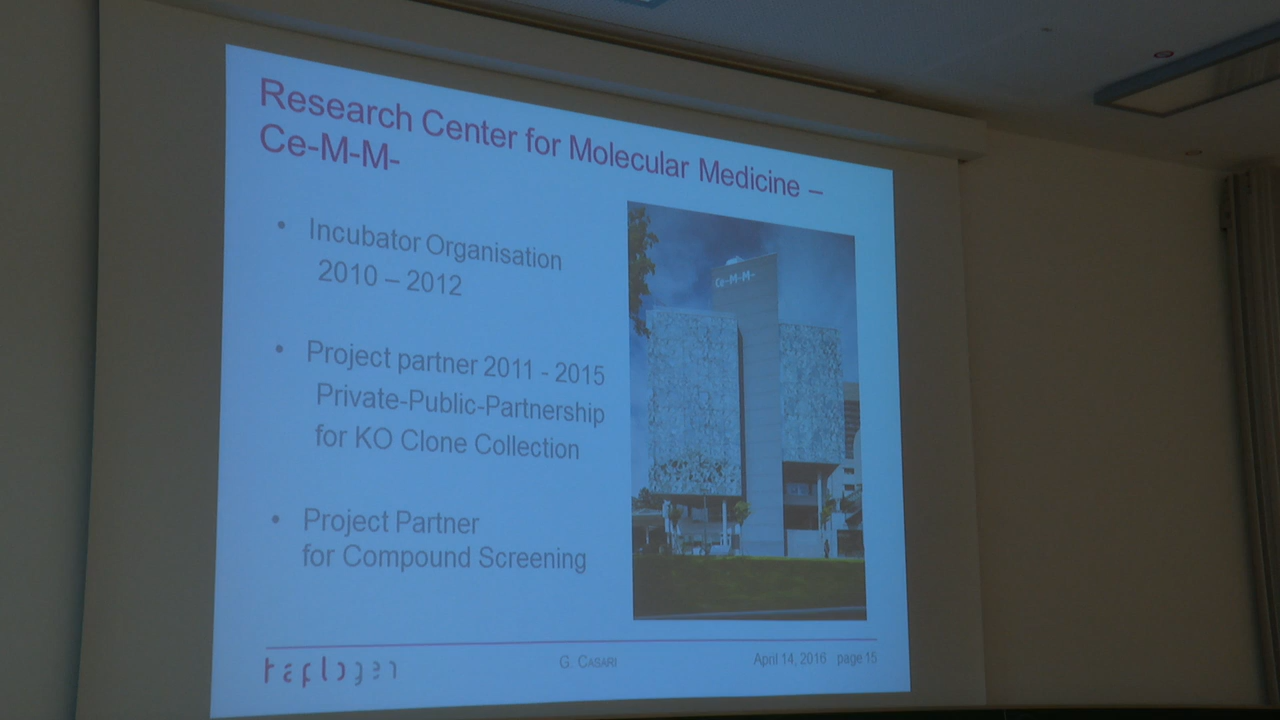 Research Center for Molecular Medicine –
Ce-M-M-
• Incubator Organisation
2010 – 2012
• Project partner 2011 - 2015
Private-Public-Partnership
for KO Clone Collection
• Project Partner
for Compound Screening
Ce-M-M-
haplogen
G. CASARI
April 14, 2016 page 15